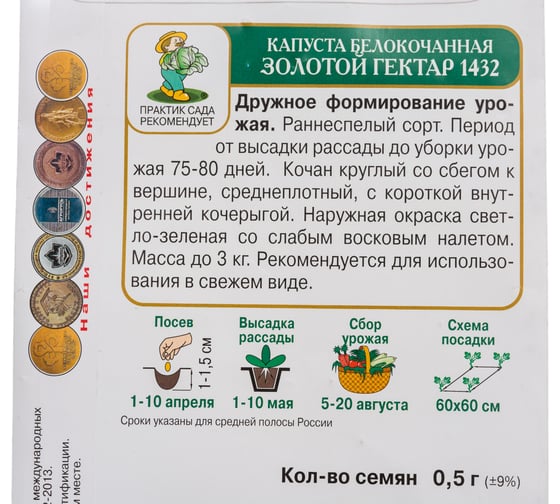 КАПУСТА БЕЛОКОЧАННАЯ
ЗОЛОТОЙ ГЕКТАР 1432
ПРАКТИК САДА
РЕКОМЕНДУЕТ
Дружное формирование уро-
жая. Раннеспелый сорт. Период
от высадки рассады до уборки уро-
жая 75-80 дней. Кочан круглый со сбегом к
вершине, среднеплотный, с короткой внут-
ренней кочерыгой. Наружная окраска свет-
ло-зеленая со слабым восковым налетом.
Масса до 3 кг. Рекомендуется для использо-
вания в свежем виде.
Наши достижения
Посев
1-1,5 см
1-10 апреля
Высадка
рассады
1-10 мая
Сбор
урожая
5-20 августа
Схема
посадки
60х60 см
Сроки указаны для средней полосы России
Кол-во семян 0,5 г (±9%)
международных
-2013.
тификации.
м месте.